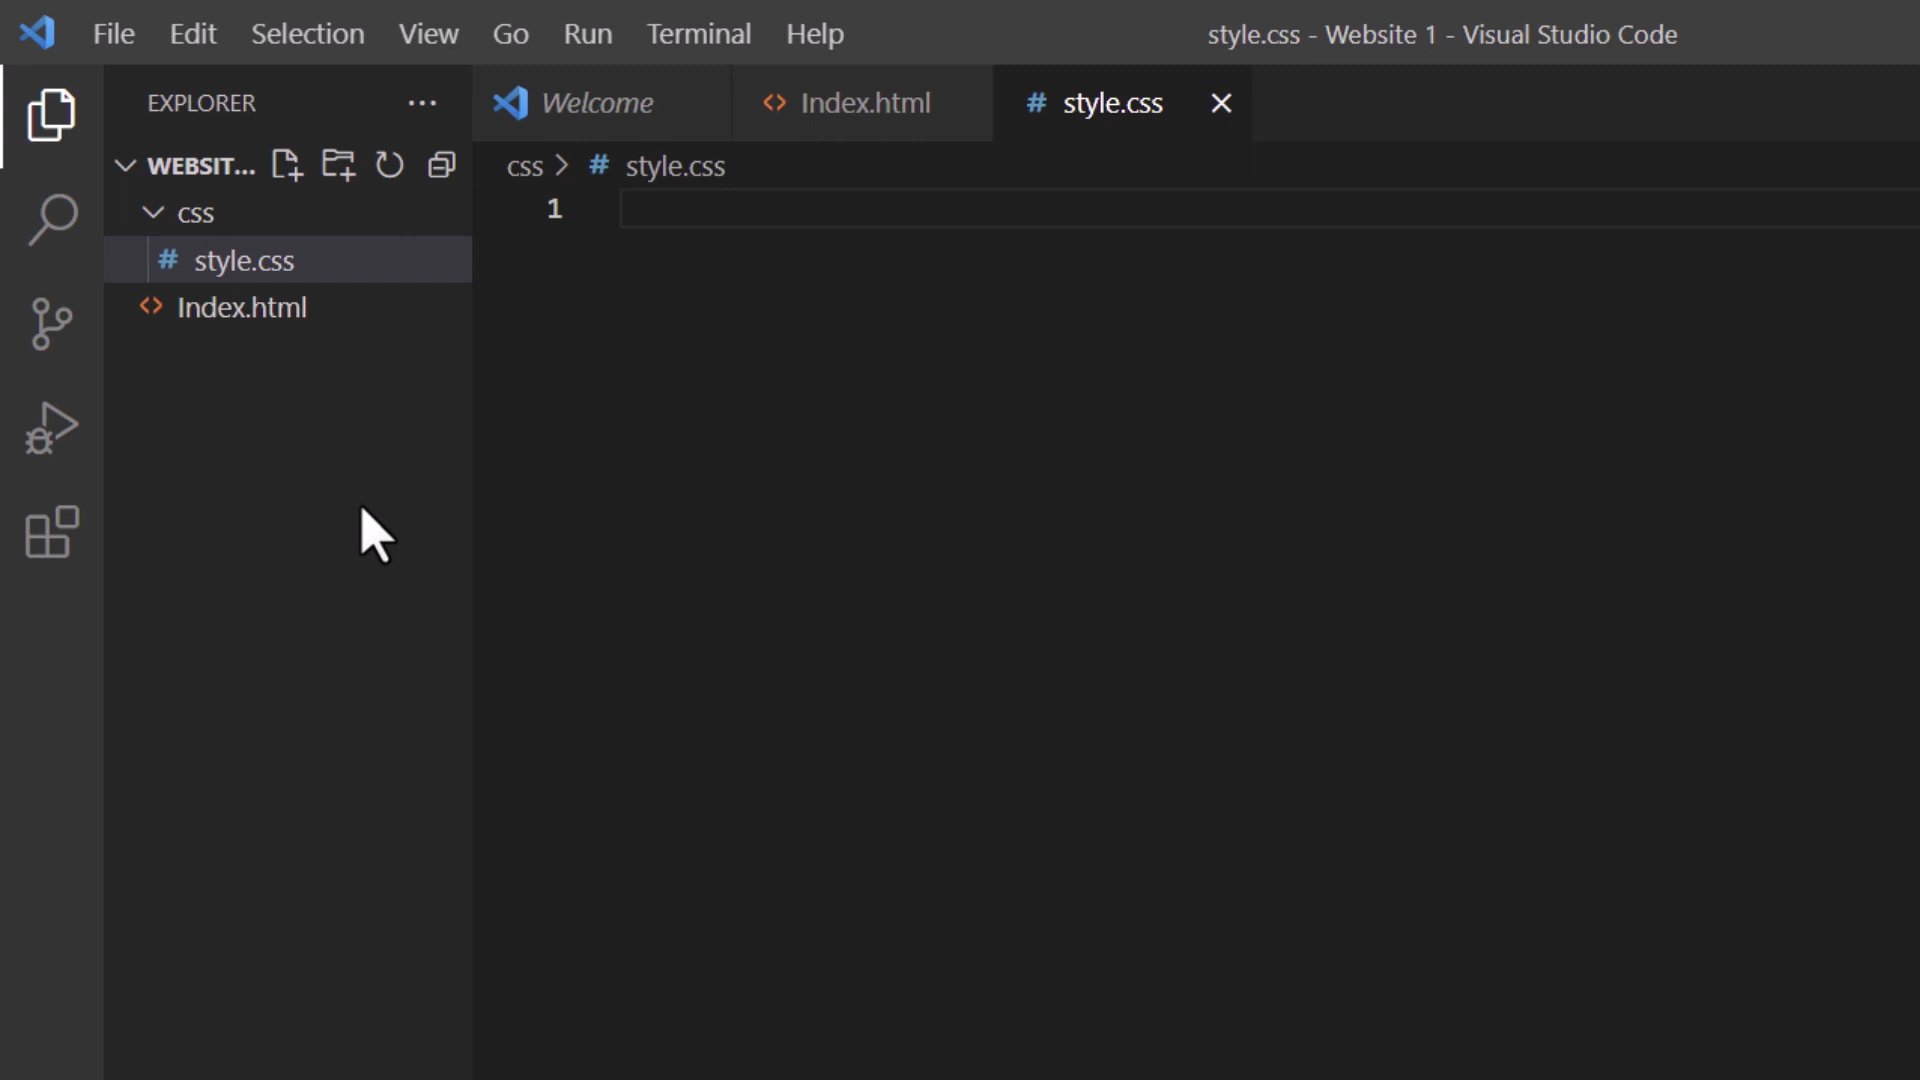 File Edit Selection View Go Run Terminal Help style.css - Website 1 - Visual Studio Code
EXPLORER ··· Welcome <> Index.html # style.css
WEBSIT... css > # style.css
1
css
# style.css
<> Index.html